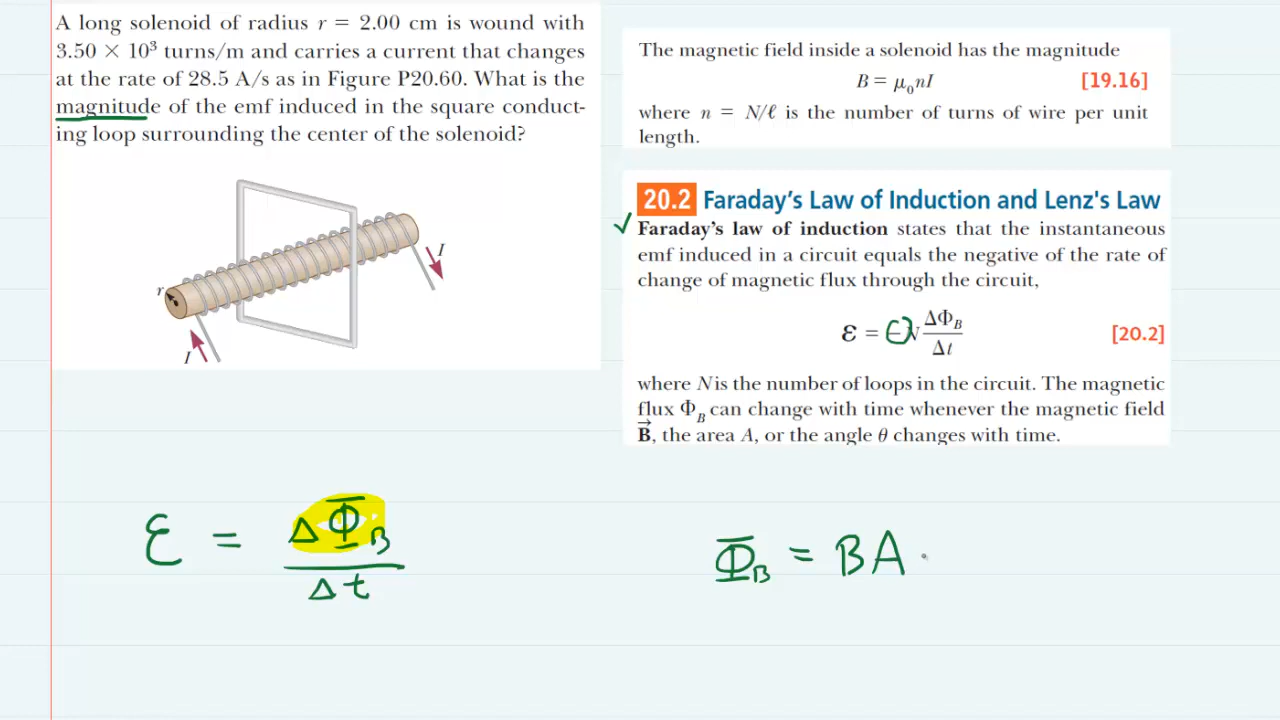 A long solenoid of radius r = 2.00 cm is wound with
3.50 × 10³ turns/m and carries a current that changes
at the rate of 28.5 A/s as in Figure P20.60. What is the
magnitude of the emf induced in the square conduct-
ing loop surrounding the center of the solenoid?
r
I
I
The magnetic field inside a solenoid has the magnitude
B = μ₀nI [19.16]
where n = N/ℓ is the number of turns of wire per unit
length.
20.2 Faraday's Law of Induction and Lenz's Law
✓ Faraday's law of induction states that the instantaneous
emf induced in a circuit equals the negative of the rate of
change of magnetic flux through the circuit,
ε = −N ΔΦB/Δt [20.2]
where N is the number of loops in the circuit. The magnetic
flux ΦB can change with time whenever the magnetic field
B⃗, the area A, or the angle θ changes with time.
ε = ΔΦB/Δt
ΦB = BA